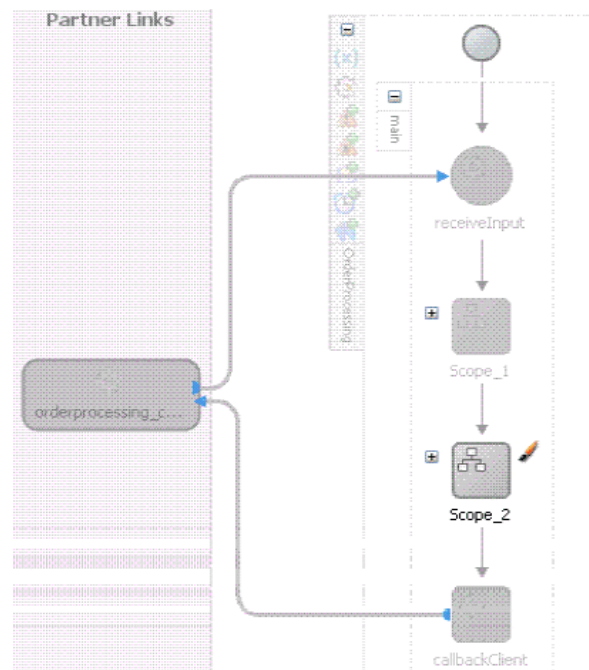 Partner Links
main
receiveInput
OrderProcessing
Scope_1
orderprocessing_c...
Scope_2
callbackClient